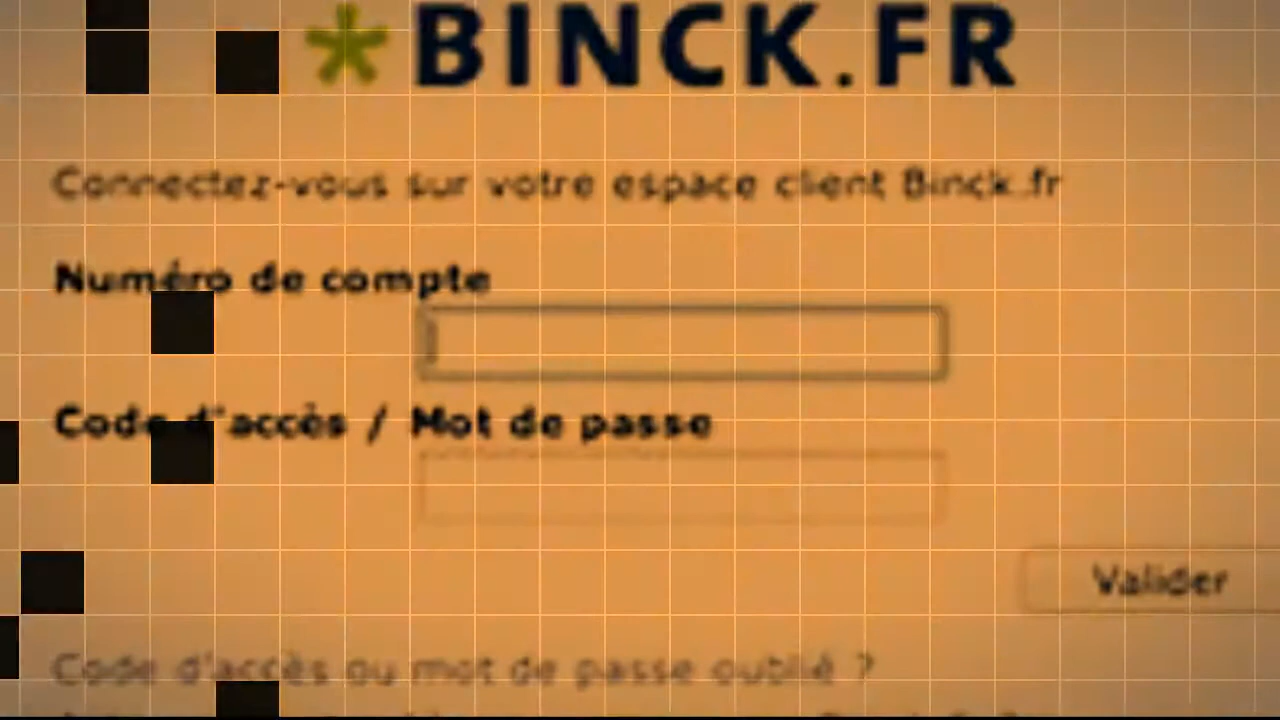 *BINCK.FR
Connectez-vous sur votre espace client Binck.fr
Numéro de compte
Code d'accès / Mot de passe
Valider
Code d'accès ou mot de passe oublié ?